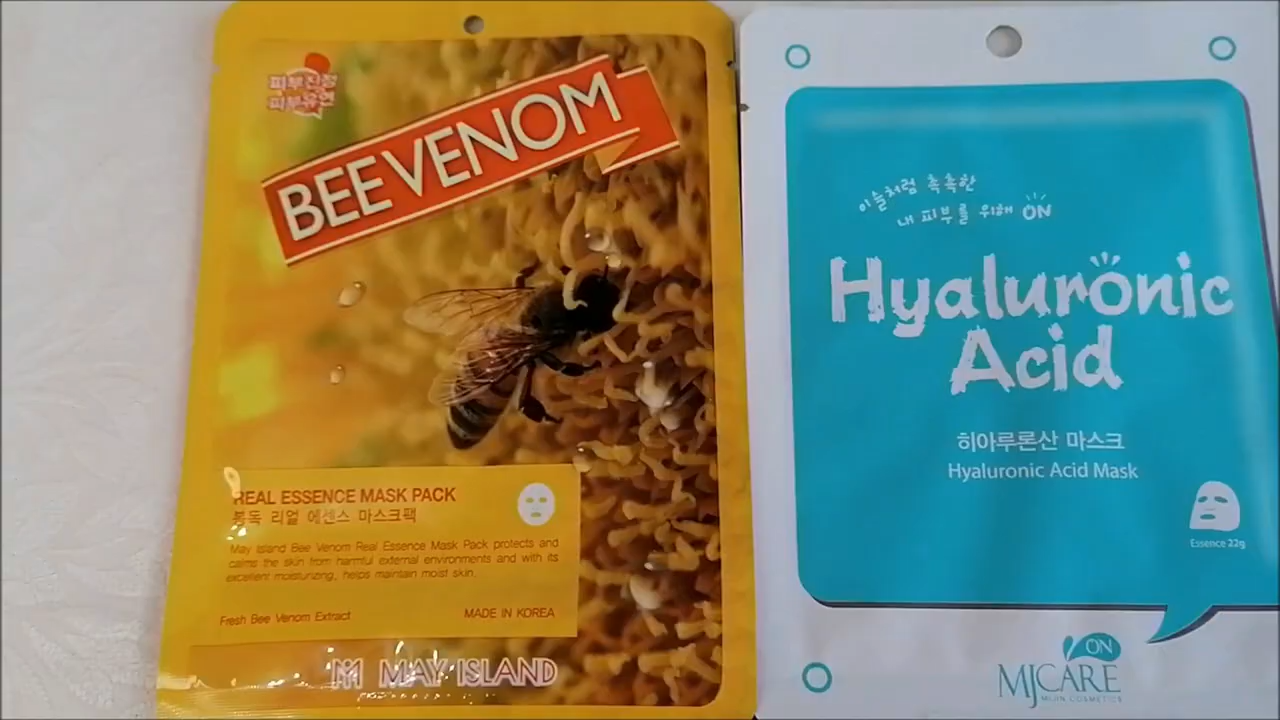 피부진정
피부유연
BEE VENOM
REAL ESSENCE MASK PACK
봉독 리얼 에센스 마스크팩
May Island Bee Venom Real Essence Mask Pack protects and
calms the skin from harmful external environments and with its
excellent moisturizing, helps maintain moist skin.
Fresh Bee Venom Extract
MADE IN KOREA
MAY ISLAND
이슬처럼 촉촉한
내 피부를 위해 ON
Hyaluronic
Acid
히아루론산 마스크
Hyaluronic Acid Mask
Essence 22g
ON
MJCARE
MIJIN COSMETICS